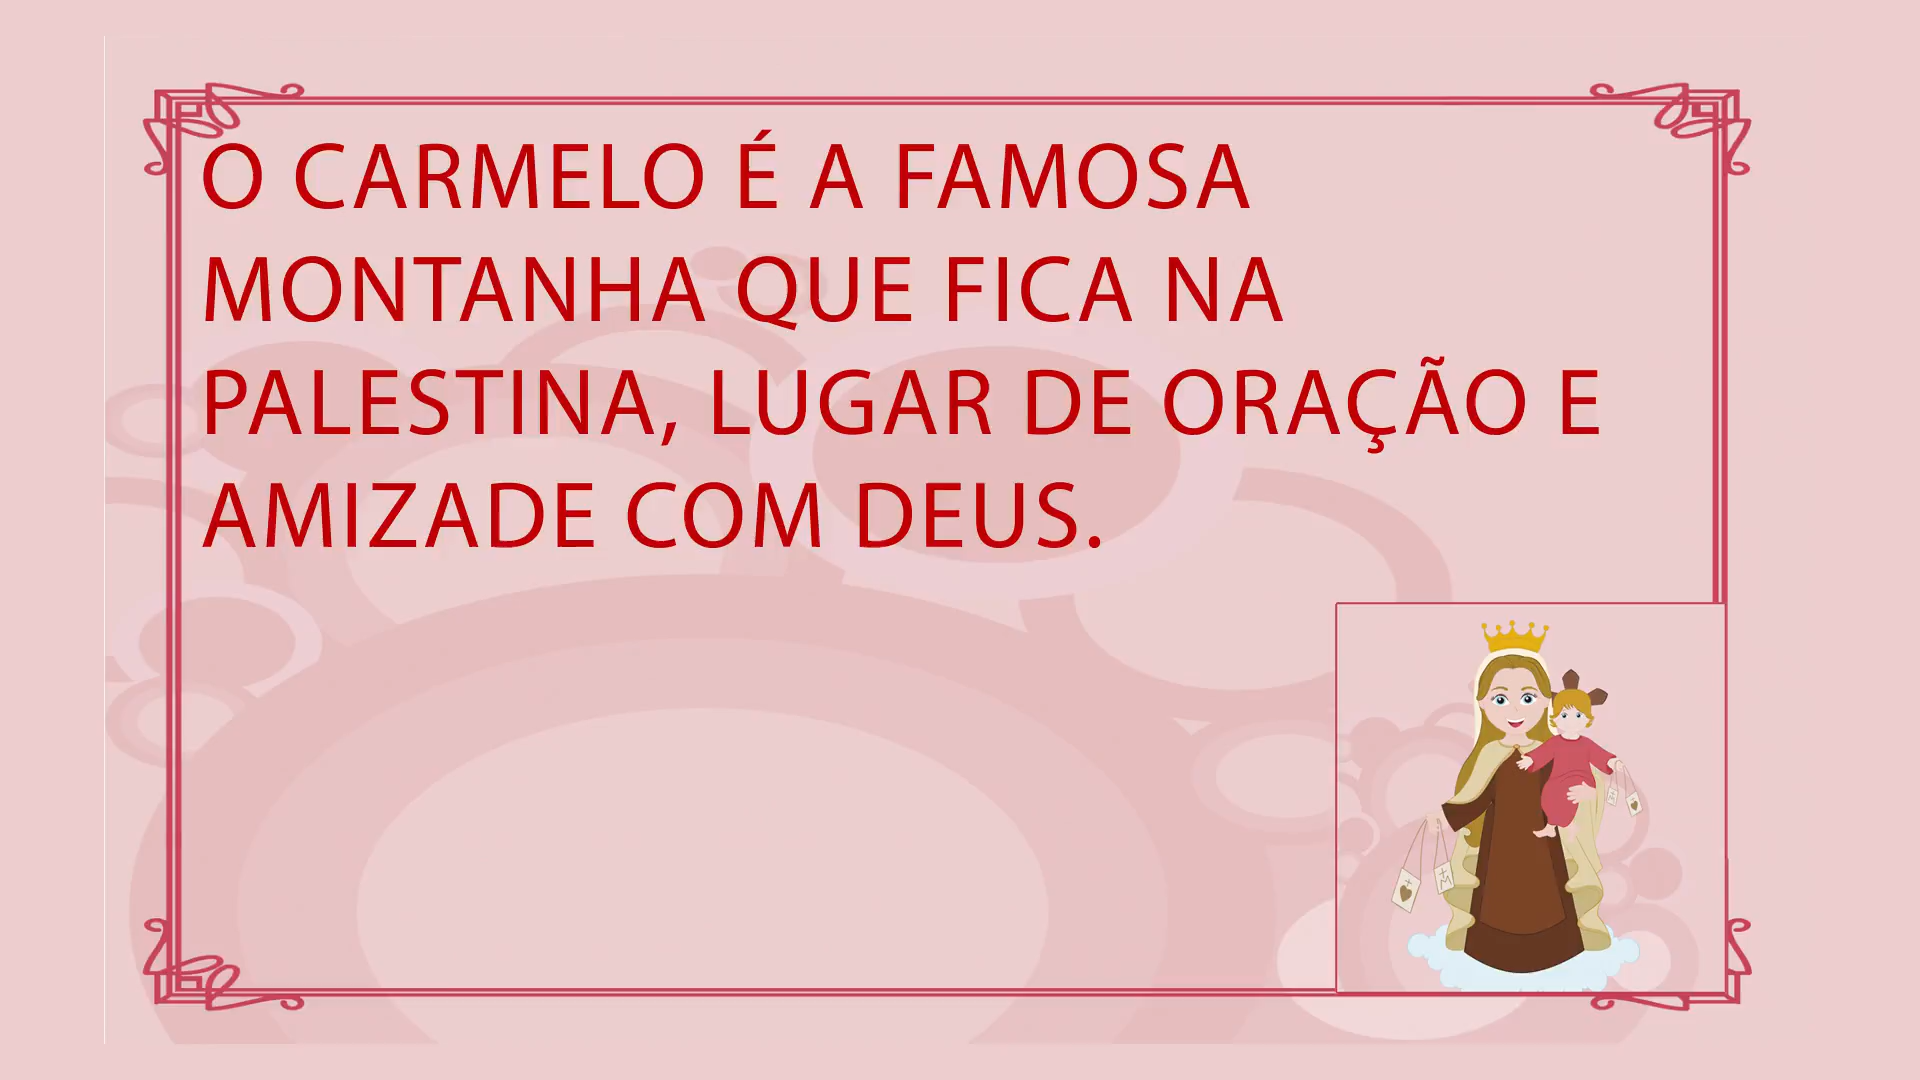 O CARMELO É A FAMOSA
MONTANHA QUE FICA NA
PALESTINA, LUGAR DE ORAÇÃO E
AMIZADE COM DEUS.